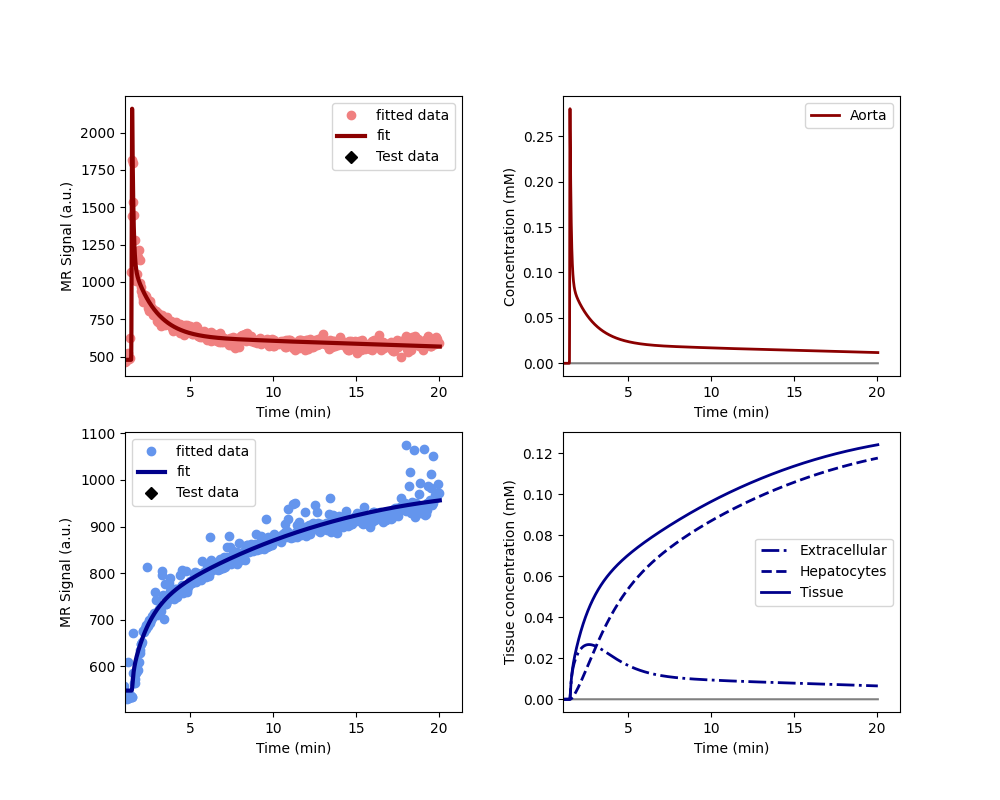 MR Signal (a.u.)
2000
1750
1500
1250
1000
750
500
fitted data
fit
Test data
5 10 15 20
Time (min)
Concentration (mM)
0.25
0.20
0.15
0.10
0.05
0.00
Aorta
5 10 15 20
Time (min)
MR Signal (a.u.)
1100
1000
900
800
700
600
fitted data
fit
Test data
5 10 15 20
Time (min)
Tissue concentration (mM)
0.12
0.10
0.08
0.06
0.04
0.02
0.00
Extracellular
Hepatocytes
Tissue
5 10 15 20
Time (min)